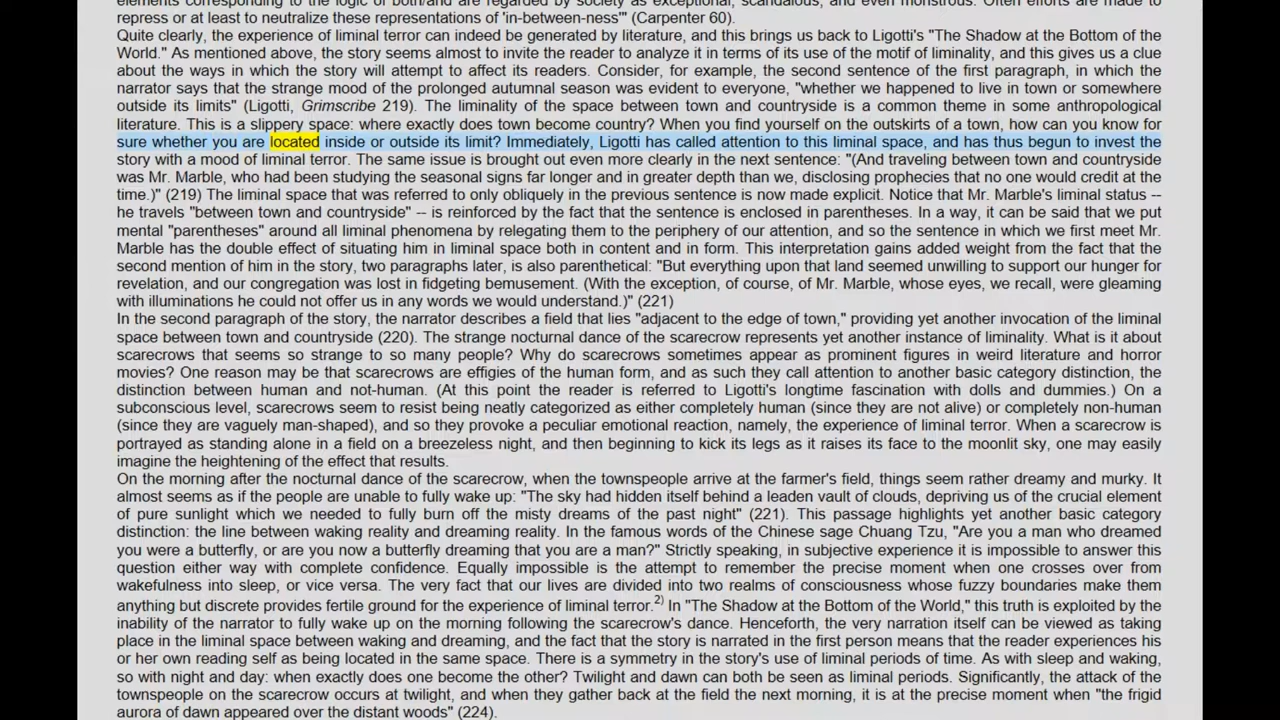 elements corresponding to the logic of both/and are regarded by society as exceptional, scandalous, and even monstrous. Often efforts are made to
repress or at least to neutralize these representations of 'in-between-ness'" (Carpenter 60).
Quite clearly, the experience of liminal terror can indeed be generated by literature, and this brings us back to Ligotti's "The Shadow at the Bottom of the
World." As mentioned above, the story seems almost to invite the reader to analyze it in terms of its use of the motif of liminality, and this gives us a clue
about the ways in which the story will attempt to affect its readers. Consider, for example, the second sentence of the first paragraph, in which the
narrator says that the strange mood of the prolonged autumnal season was evident to everyone, "whether we happened to live in town or somewhere
outside its limits" (Ligotti, Grimscribe 219). The liminality of the space between town and countryside is a common theme in some anthropological
literature. This is a slippery space: where exactly does town become country? When you find yourself on the outskirts of a town, how can you know for
sure whether you are located inside or outside its limit? Immediately, Ligotti has called attention to this liminal space, and has thus begun to invest the
story with a mood of liminal terror. The same issue is brought out even more clearly in the next sentence: "(And traveling between town and countryside
was Mr. Marble, who had been studying the seasonal signs far longer and in greater depth than we, disclosing prophecies that no one would credit at the
time.)" (219) The liminal space that was referred to only obliquely in the previous sentence is now made explicit. Notice that Mr. Marble's liminal status --
he travels "between town and countryside" -- is reinforced by the fact that the sentence is enclosed in parentheses. In a way, it can be said that we put
mental "parentheses" around all liminal phenomena by relegating them to the periphery of our attention, and so the sentence in which we first meet Mr.
Marble has the double effect of situating him in liminal space both in content and in form. This interpretation gains added weight from the fact that the
second mention of him in the story, two paragraphs later, is also parenthetical: "But everything upon that land seemed unwilling to support our hunger for
revelation, and our congregation was lost in fidgeting bemusement. (With the exception, of course, of Mr. Marble, whose eyes, we recall, were gleaming
with illuminations he could not offer us in any words we would understand.)" (221)
In the second paragraph of the story, the narrator describes a field that lies "adjacent to the edge of town," providing yet another invocation of the liminal
space between town and countryside (220). The strange nocturnal dance of the scarecrow represents yet another instance of liminality. What is it about
scarecrows that seems so strange to so many people? Why do scarecrows sometimes appear as prominent figures in weird literature and horror
movies? One reason may be that scarecrows are effigies of the human form, and as such they call attention to another basic category distinction, the
distinction between human and not-human. (At this point the reader is referred to Ligotti's longtime fascination with dolls and dummies.) On a
subconscious level, scarecrows seem to resist being neatly categorized as either completely human (since they are not alive) or completely non-human
(since they are vaguely man-shaped), and so they provoke a peculiar emotional reaction, namely, the experience of liminal terror. When a scarecrow is
portrayed as standing alone in a field on a breezeless night, and then beginning to kick its legs as it raises its face to the moonlit sky, one may easily
imagine the heightening of the effect that results.
On the morning after the nocturnal dance of the scarecrow, when the townspeople arrive at the farmer's field, things seem rather dreamy and murky. It
almost seems as if the people are unable to fully wake up: "The sky had hidden itself behind a leaden vault of clouds, depriving us of the crucial element
of pure sunlight which we needed to fully burn off the misty dreams of the past night" (221). This passage highlights yet another basic category
distinction: the line between waking reality and dreaming reality. In the famous words of the Chinese sage Chuang Tzu, "Are you a man who dreamed
you were a butterfly, or are you now a butterfly dreaming that you are a man?" Strictly speaking, in subjective experience it is impossible to answer this
question either way with complete confidence. Equally impossible is the attempt to remember the precise moment when one crosses over from
wakefulness into sleep, or vice versa. The very fact that our lives are divided into two realms of consciousness whose fuzzy boundaries make them
anything but discrete provides fertile ground for the experience of liminal terror.2) In "The Shadow at the Bottom of the World," this truth is exploited by the
inability of the narrator to fully wake up on the morning following the scarecrow's dance. Henceforth, the very narration itself can be viewed as taking
place in the liminal space between waking and dreaming, and the fact that the story is narrated in the first person means that the reader experiences his
or her own reading self as being located in the same space. There is a symmetry in the story's use of liminal periods of time. As with sleep and waking,
so with night and day: when exactly does one become the other? Twilight and dawn can both be seen as liminal periods. Significantly, the attack of the
townspeople on the scarecrow occurs at twilight, and when they gather back at the field the next morning, it is at the precise moment when "the frigid
aurora of dawn appeared over the distant woods" (224).